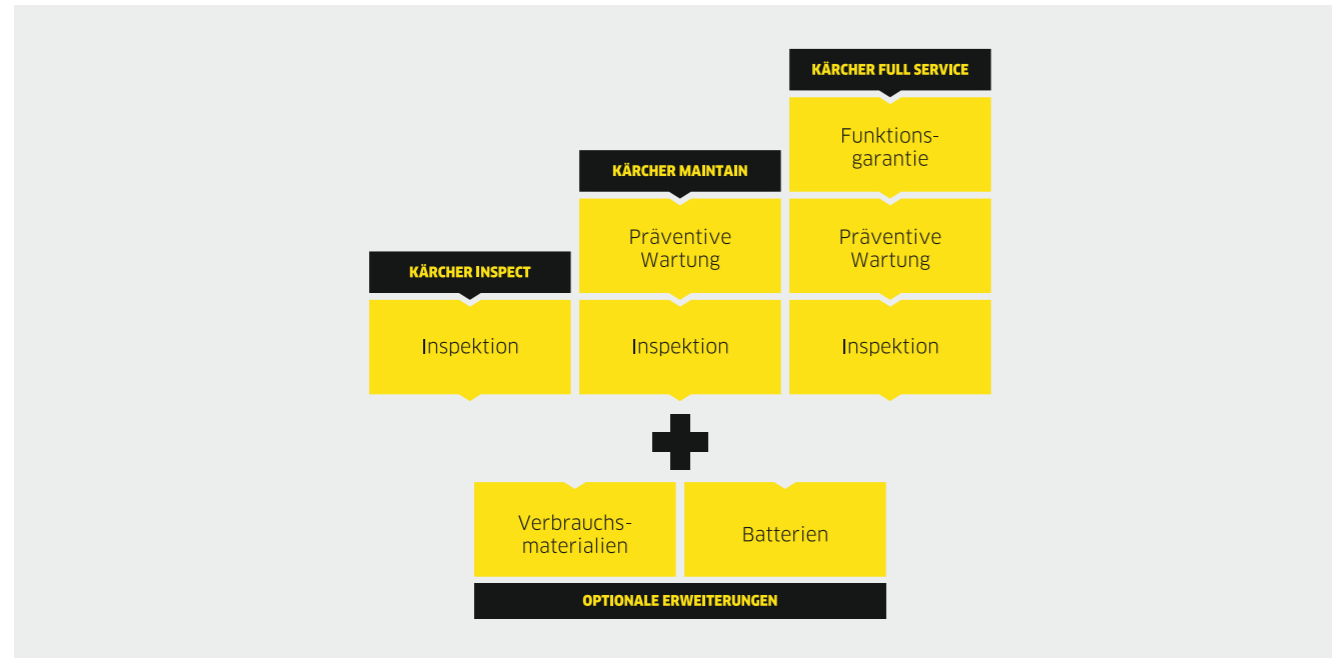 KÄRCHER FULL SERVICE
Funktions-
garantie
KÄRCHER MAINTAIN
Präventive
Wartung
Präventive
Wartung
KÄRCHER INSPECT
Inspektion
Inspektion
Inspektion
Verbrauchs-
materialien
Batterien
OPTIONALE ERWEITERUNGEN